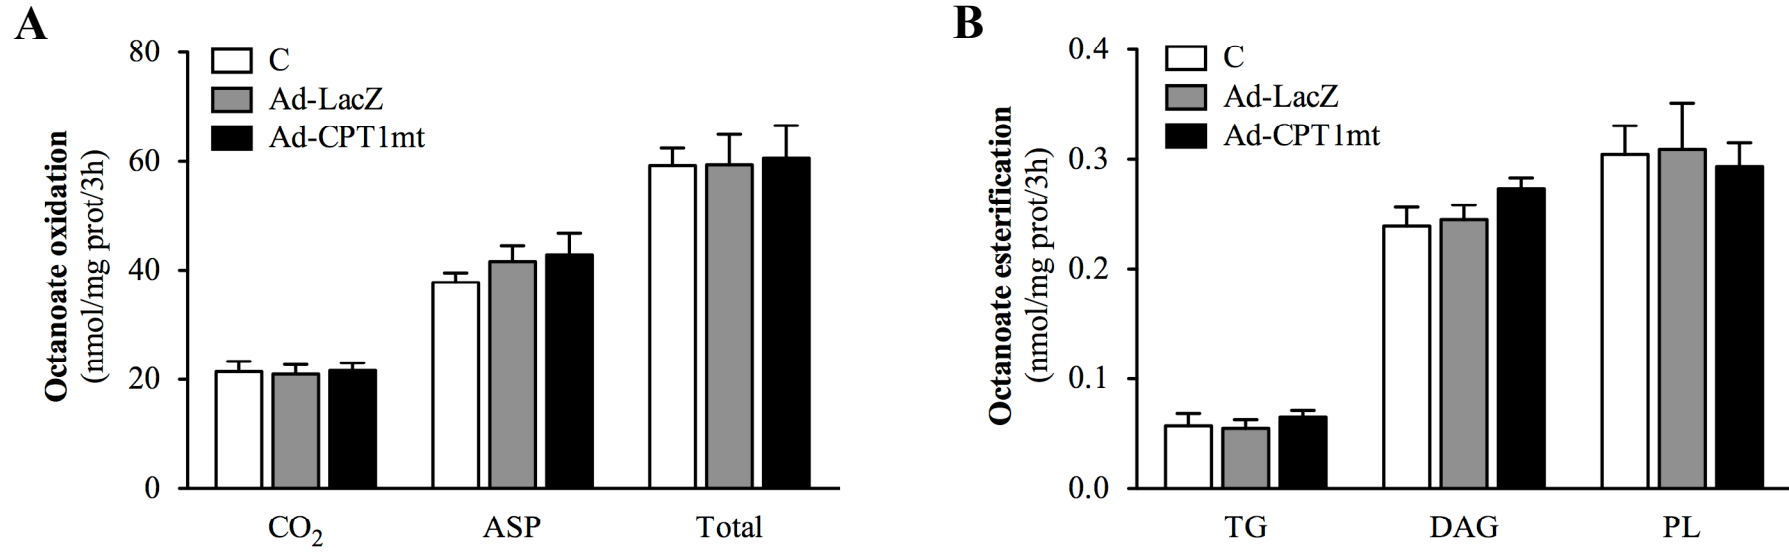 A
Octanoate oxidation
(nmol/mg prot/3h)
80
60
40
20
0
C
Ad-LacZ
Ad-CPT1mt
CO₂ ASP Total
B
Octanoate esterification
(nmol/mg prot/3h)
0.4
0.3
0.2
0.1
0.0
C
Ad-LacZ
Ad-CPT1mt
TG DAG PL